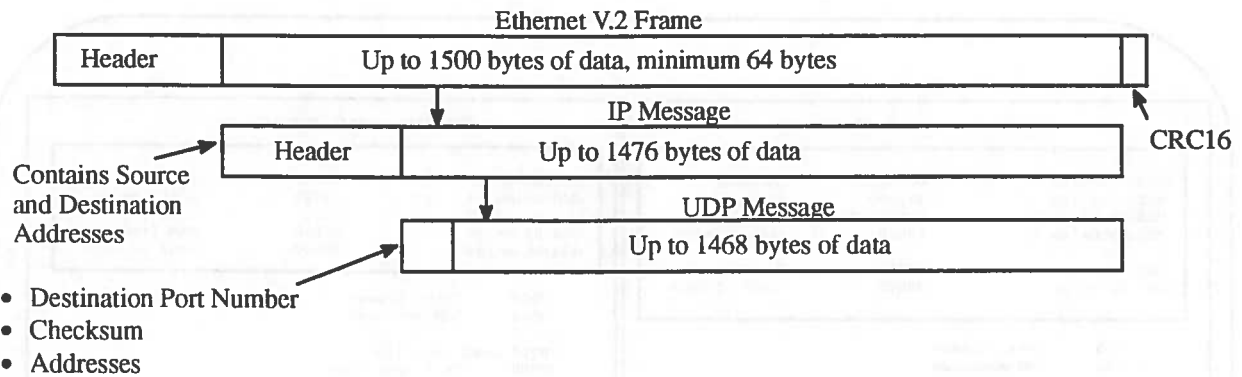 Ethernet V.2 Frame
Header
Up to 1500 bytes of data, minimum 64 bytes
IP Message
CRC16
Header
Up to 1476 bytes of data
Contains Source
and Destination
Addresses
UDP Message
Up to 1468 bytes of data
• Destination Port Number
• Checksum
• Addresses